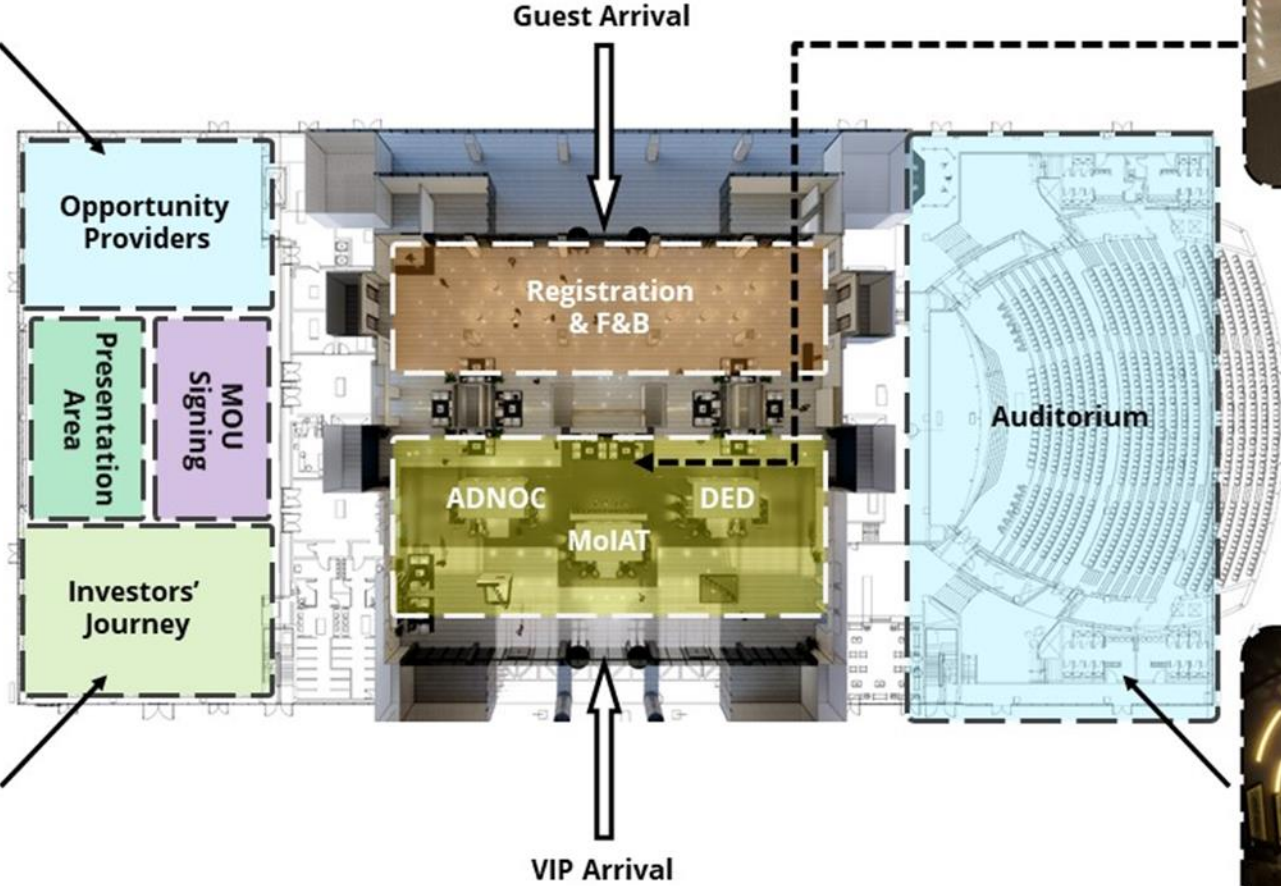 Guest Arrival
Opportunity
Providers
Registration
& F&B
Presentation
Area
MOU
Signing
Auditorium
ADNOC
DED
MoIAT
Investors’
Journey
VIP Arrival